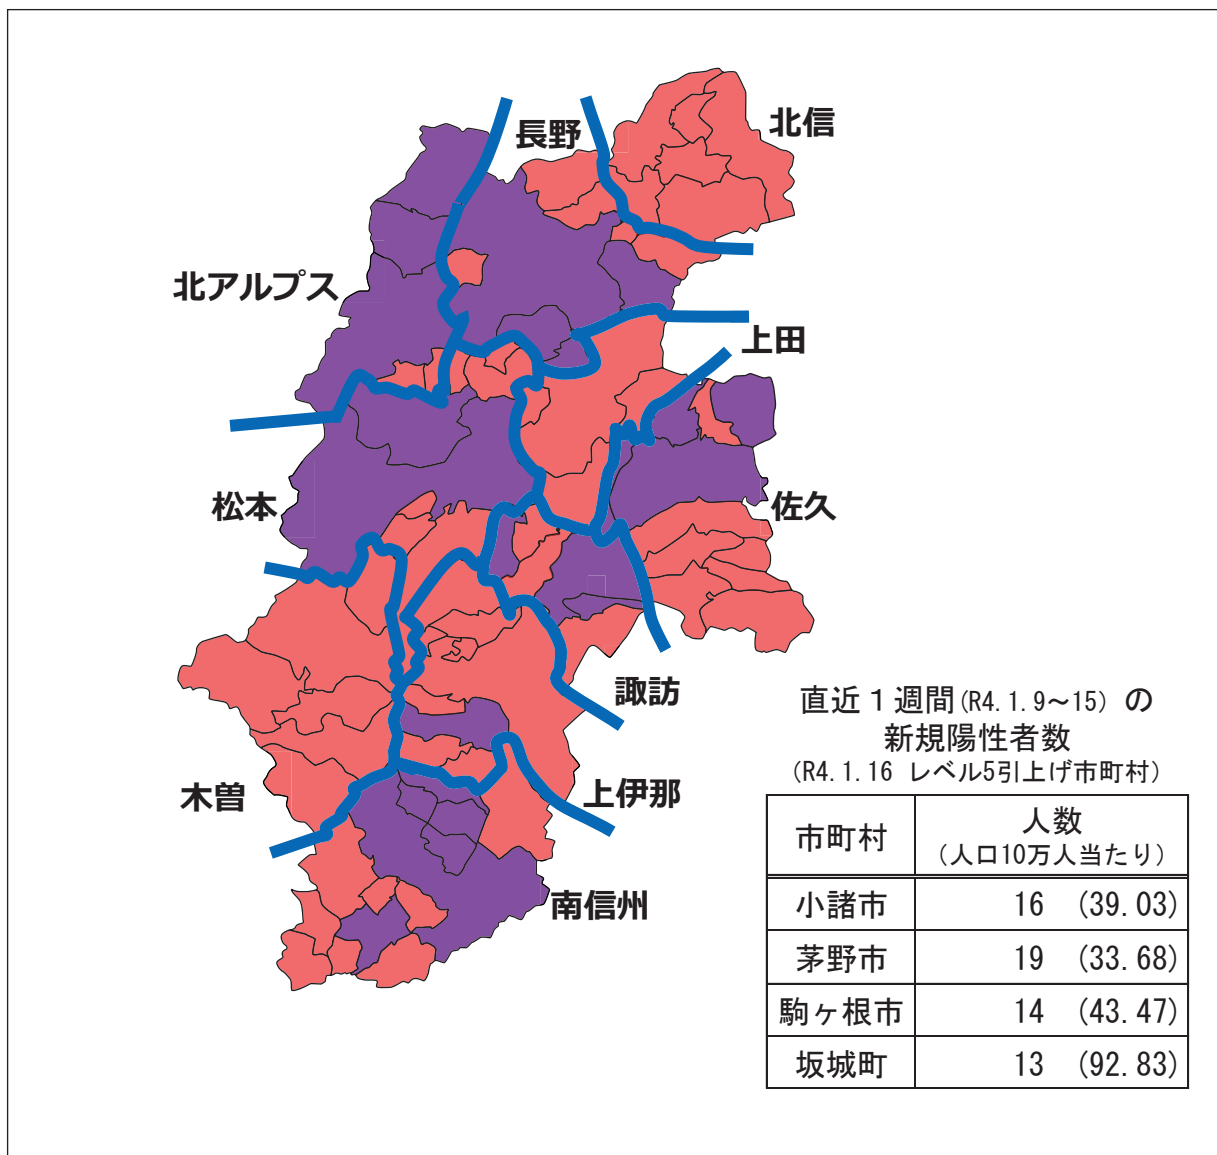 長野
北信
北アルプス
上田
松本
佐久
諏訪
木曽
上伊那
南信州
直近１週間(R4.1.9～15) の
新規陽性者数
(R4.1.16 レベル5引上げ市町村)
市町村 人数
(人口10万人当たり)
小諸市 16 (39.03)
茅野市 19 (33.68)
駒ヶ根市 14 (43.47)
坂城町 13 (92.83)